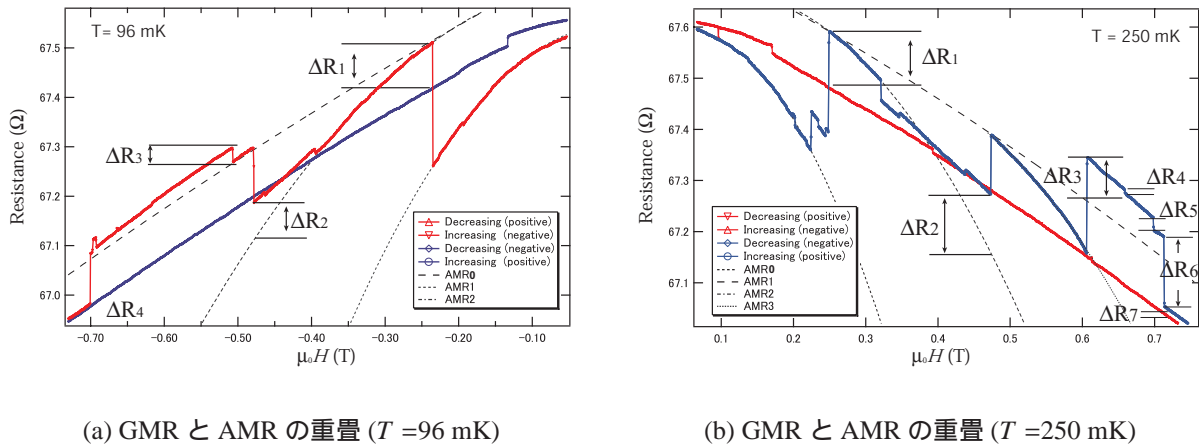 T= 96 mK
Resistance (Ω)
67.5
67.4
67.3
67.2
67.1
67.0
ΔR1
ΔR3
ΔR2
ΔR4
Decreasing (positive)
Increasing (negative)
Decreasing (negative)
Increasing (positive)
AMR0
AMR1
AMR2
-0.70 -0.60 -0.50 -0.40 -0.30 -0.20 -0.10
μ₀H (T)
T = 250 mK
Resistance (Ω)
67.6
67.5
67.4
67.3
67.2
67.1
ΔR1
ΔR3
ΔR4
ΔR5
ΔR2
ΔR6
ΔR7
Decreasing (positive)
Increasing (negative)
Decreasing (negative)
Increasing (positive)
AMR0
AMR1
AMR2
AMR3
0.1 0.2 0.3 0.4 0.5 0.6 0.7
μ₀H (T)
(a) GMR と AMR の重畳 (T =96 mK)
(b) GMR と AMR の重畳 (T =250 mK)